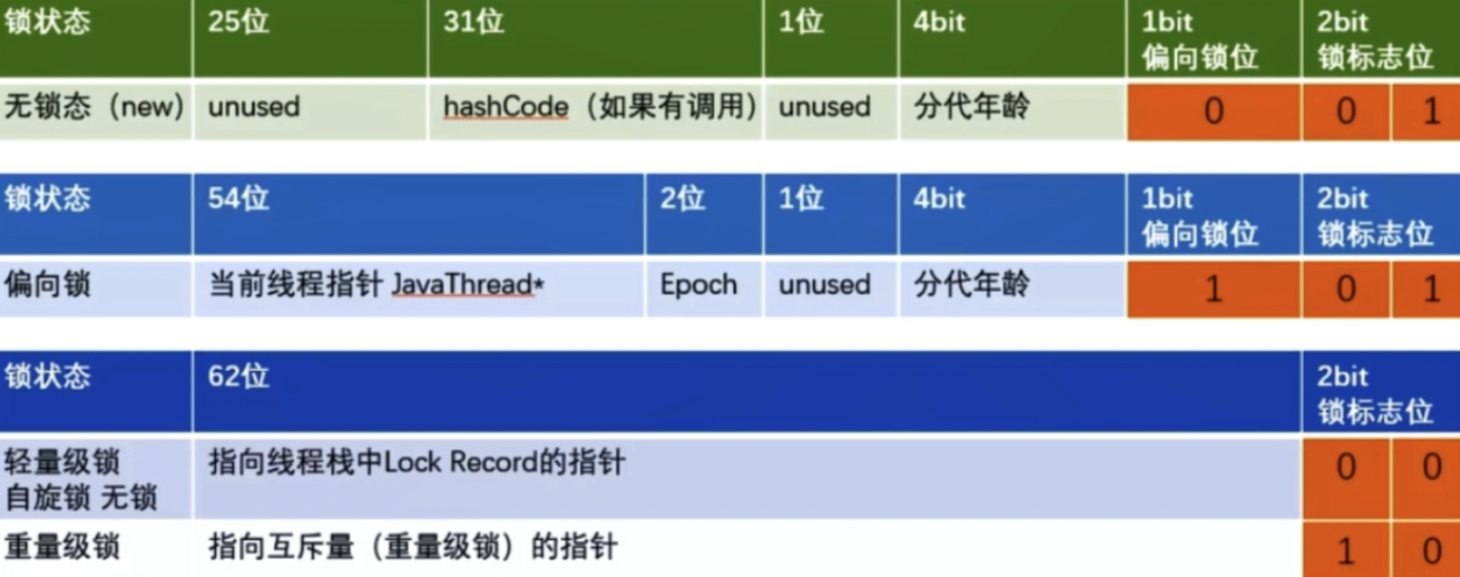 锁状态 25位 31位 1位 4bit 1bit 2bit
偏向锁位 锁标志位
无锁态（new） unused hashCode（如果有调用） unused 分代年龄 0 0 1
锁状态 54位 2位 1位 4bit 1bit 2bit
偏向锁位 锁标志位
偏向锁 当前线程指针 JavaThread* Epoch unused 分代年龄 1 0 1
锁状态 62位 2bit
锁标志位
轻量级锁 指向线程栈中Lock Record的指针 0 0
自旋锁 无锁
重量级锁 指向互斥量（重量级锁）的指针 1 0